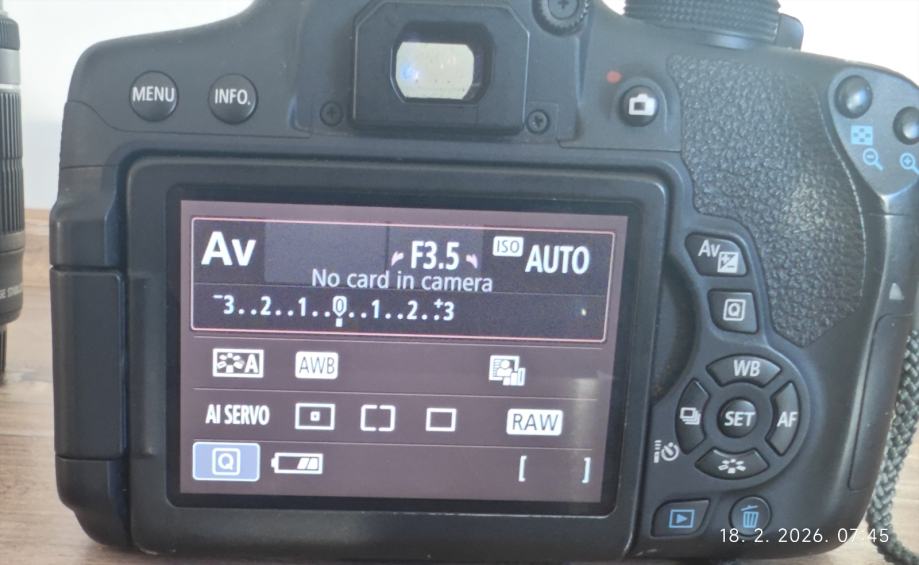 MENU
INFO.
Av
F3.5
ISO AUTO
No card in camera
-3..2..1..0..1..2..+3
A
AWB
AI SERVO
RAW
Q
[ ]
Av
Q
WB
SET
AF
18. 2. 2026. 07:45